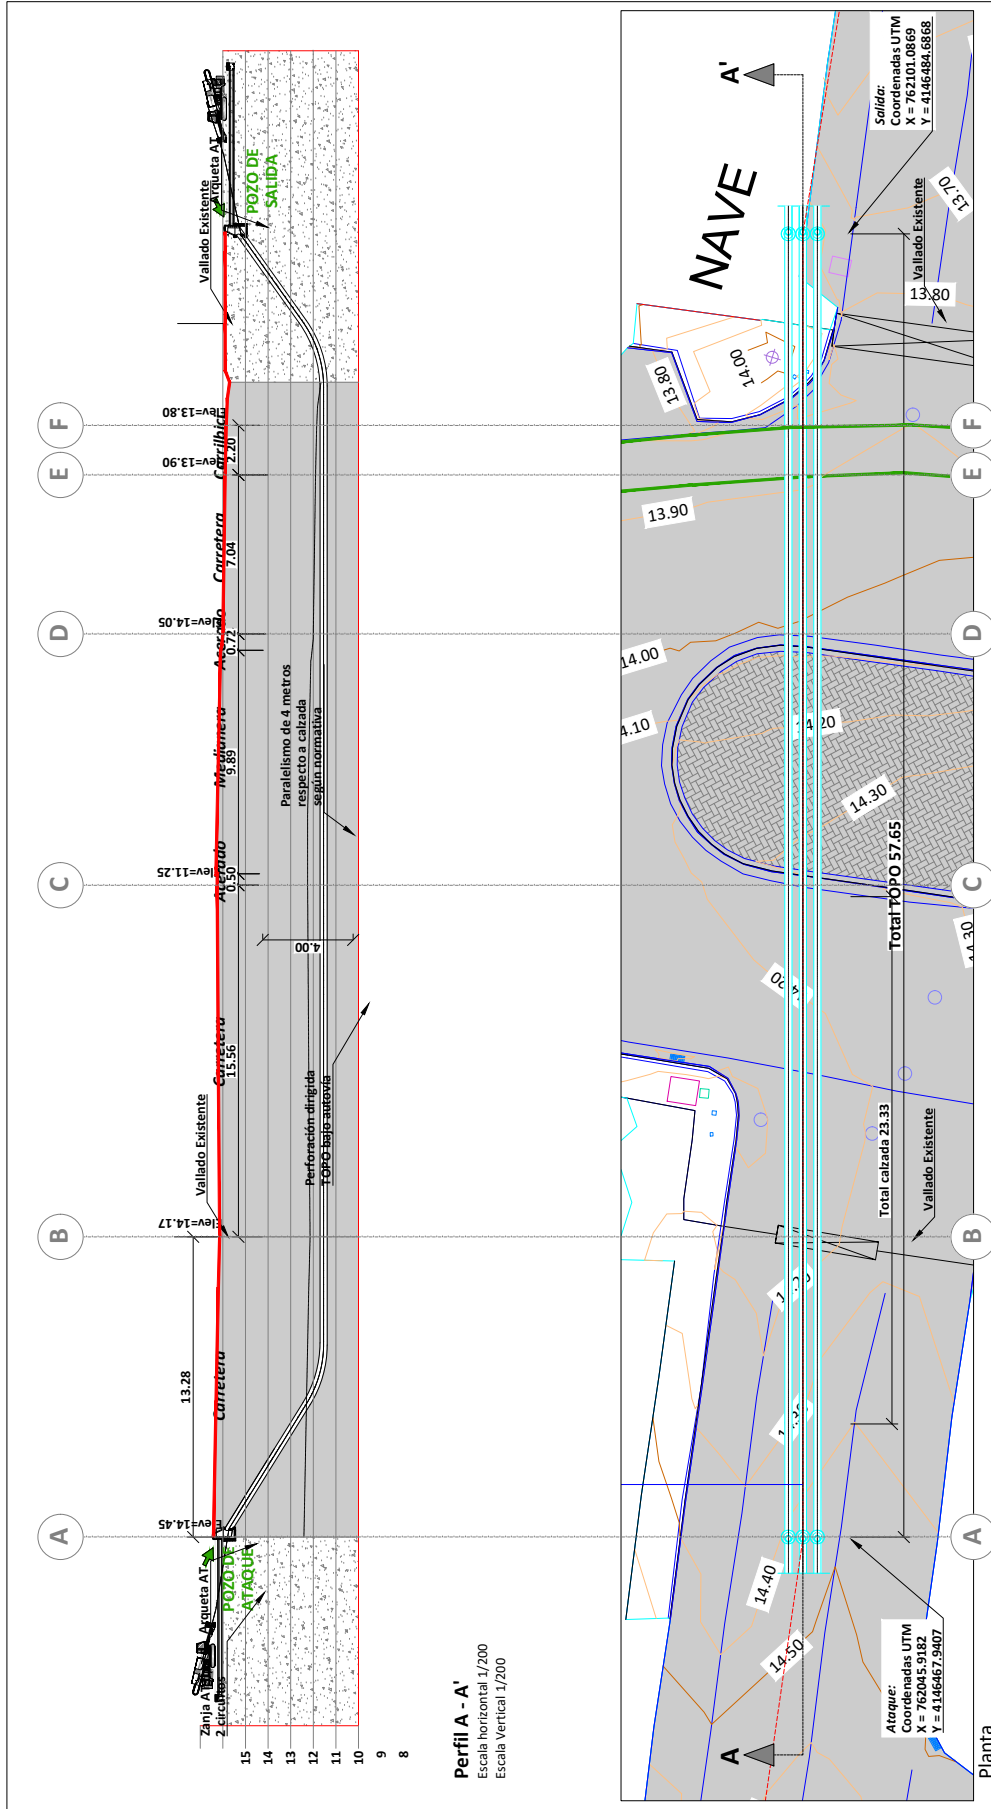 A
B
C
D
E
F
13.28
15.56
0.50
9.89
0.72
7.04
2.20
Elev=14.45
Elev=14.17
Elev=11.25
Elev=14.05
Elev=13.90
Elev=13.80
Carretera
Carretera
Acerado
Medianera
Acerado
Carretera
Carrilbici
Vallado Existente
Vallado Existente
Arqueta AT
Arqueta AT
Zanja AT
2 circuitos
POZO DE
ATAQUE
POZO DE
SALIDA
Perforación dirigida
TOPO bajo autovía
Paralelismo de 4 metros
respecto a calzada
según normativa
4.00
15
14
13
12
11
10
9
8
Perfil A - A'
Escala horizontal 1/200
Escala Vertical 1/200
NAVE
A
A'
14.50
14.40
14.30
14.20
14.30
14.10
14.00
13.90
13.80
14.00
13.80
13.70
Ataque:
Coordenadas UTM
X = 762045.9182
Y = 4146467.9407
Salida:
Coordenadas UTM
X = 762101.0869
Y = 4146484.6868
Total calzada 23.33
Total TOPO 57.65
Vallado Existente
Vallado Existente
A
B
C
D
E
F
Planta